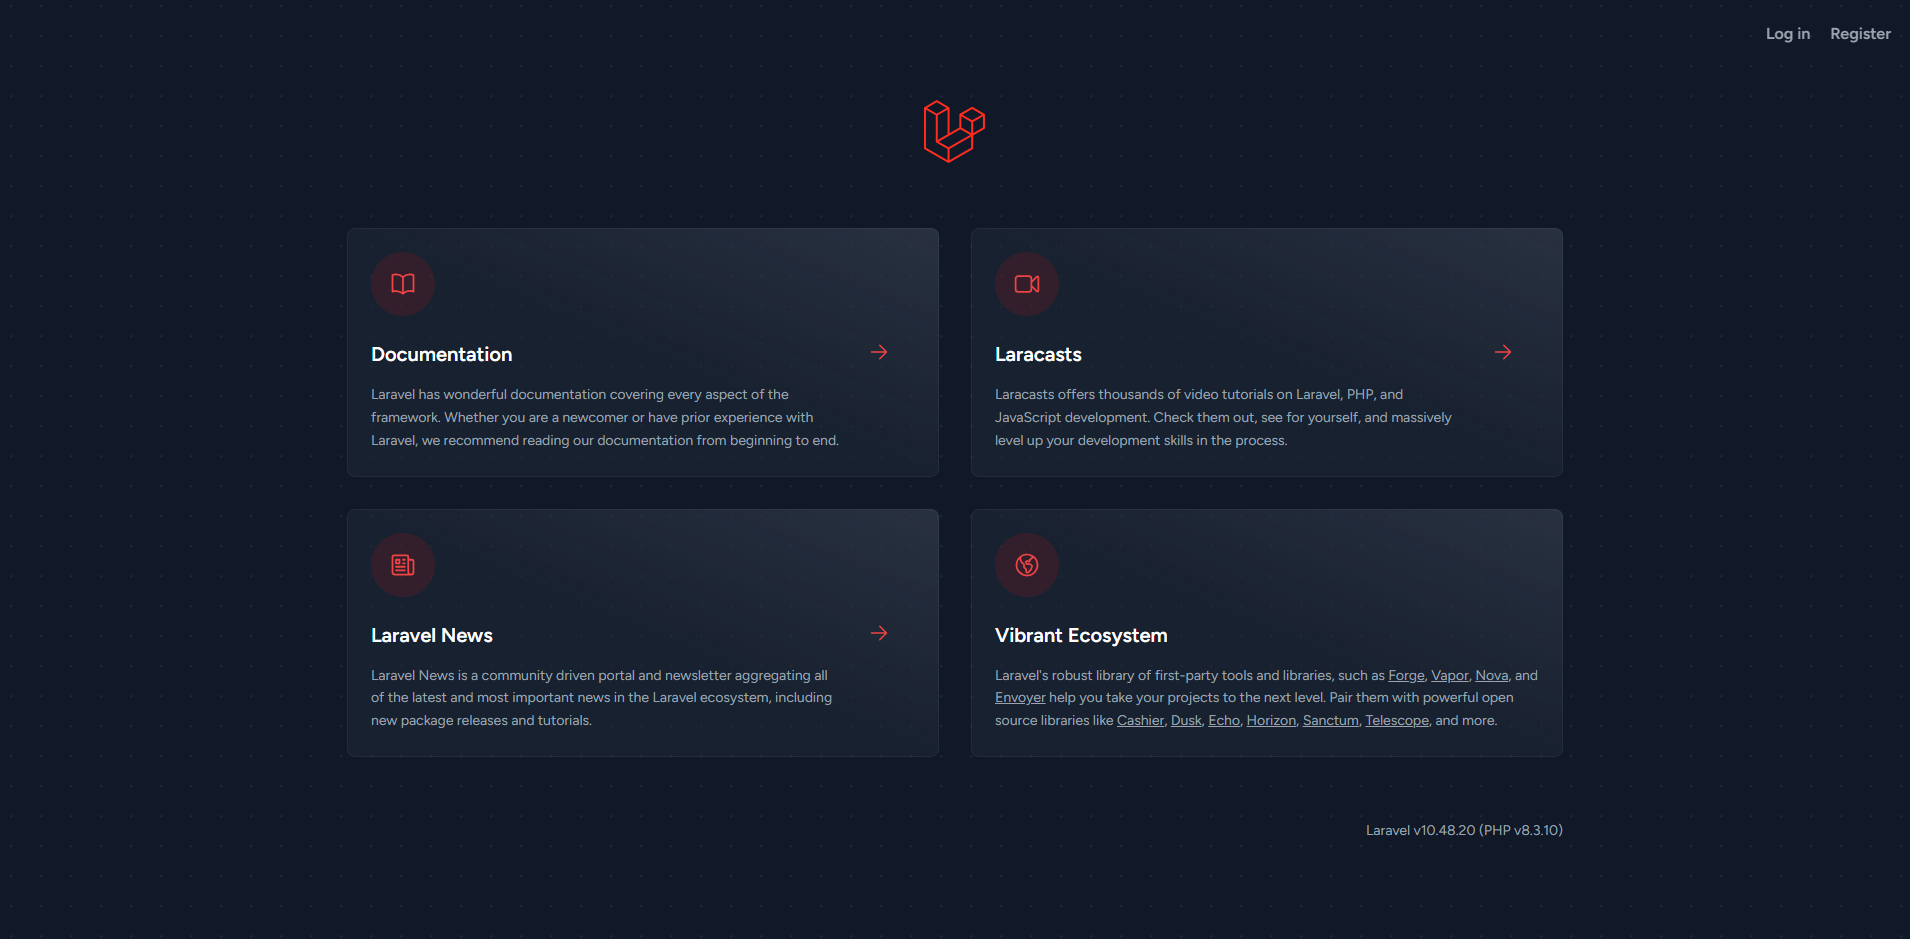 Log in Register
Documentation
Laravel has wonderful documentation covering every aspect of the
framework. Whether you are a newcomer or have prior experience with
Laravel, we recommend reading our documentation from beginning to end.
Laracasts
Laracasts offers thousands of video tutorials on Laravel, PHP, and
JavaScript development. Check them out, see for yourself, and massively
level up your development skills in the process.
Laravel News
Laravel News is a community driven portal and newsletter aggregating all
of the latest and most important news in the Laravel ecosystem, including
new package releases and tutorials.
Vibrant Ecosystem
Laravel's robust library of first-party tools and libraries, such as Forge, Vapor, Nova, and
Envoyer help you take your projects to the next level. Pair them with powerful open
source libraries like Cashier, Dusk, Echo, Horizon, Sanctum, Telescope, and more.
Laravel v10.48.20 (PHP v8.3.10)